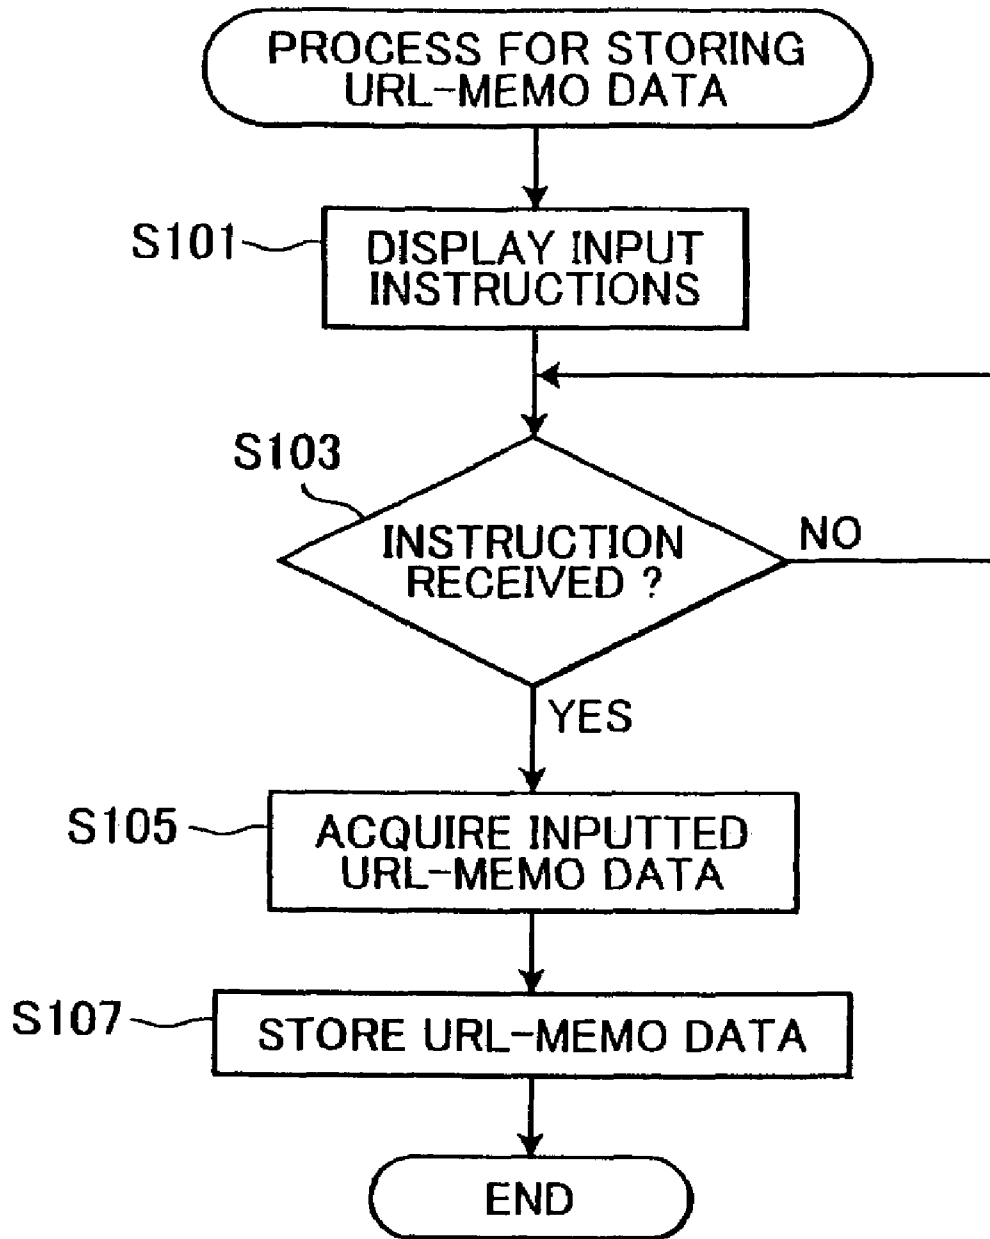 PROCESS FOR STORING
URL-MEMO DATA
S101
DISPLAY INPUT
INSTRUCTIONS
S103
INSTRUCTION
RECEIVED ?
NO
YES
S105
ACQUIRE INPUTTED
URL-MEMO DATA
S107
STORE URL-MEMO DATA
END